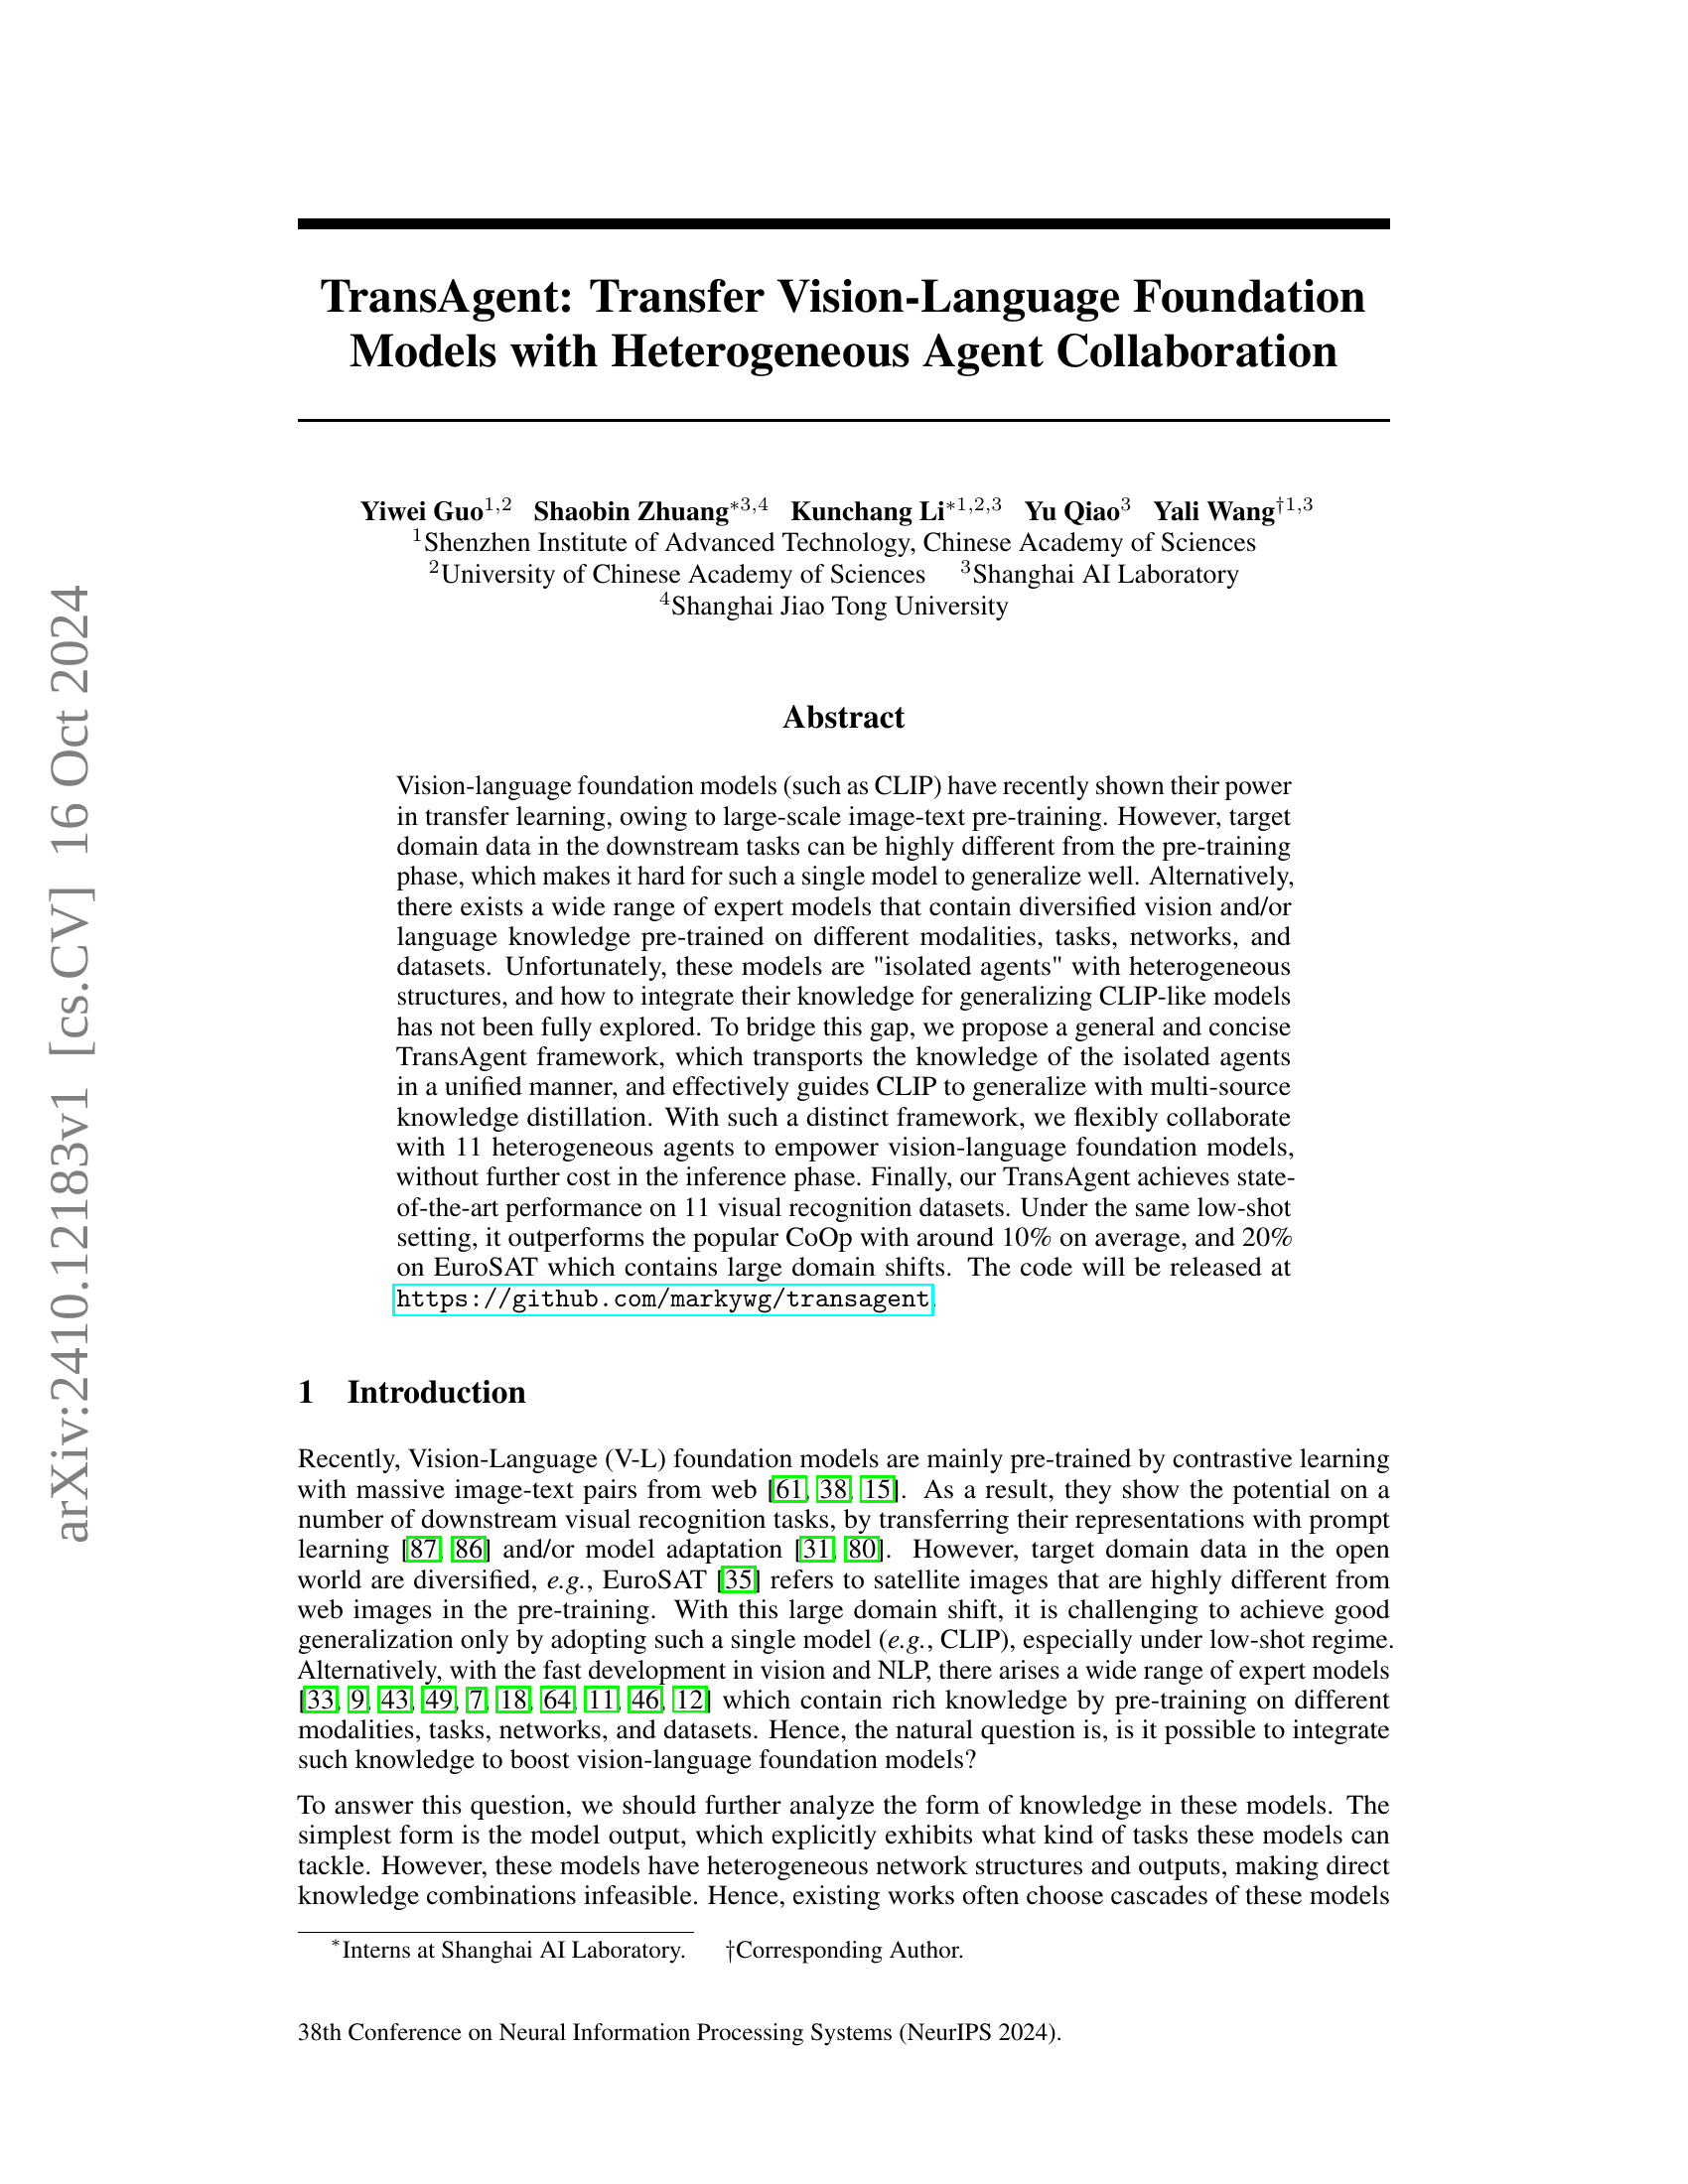 arXiv:2410.12183v1 [cs.CV] 16 Oct 2024
TransAgent: Transfer Vision-Language Foundation
Models with Heterogeneous Agent Collaboration
Yiwei Guo1,2 Shaobin Zhuang*3,4 Kunchang Li*1,2,3 Yu Qiao3 Yali Wang†1,3
1Shenzhen Institute of Advanced Technology, Chinese Academy of Sciences
2University of Chinese Academy of Sciences 3Shanghai AI Laboratory
4Shanghai Jiao Tong University
Abstract
Vision-language foundation models (such as CLIP) have recently shown their power
in transfer learning, owing to large-scale image-text pre-training. However, target
domain data in the downstream tasks can be highly different from the pre-training
phase, which makes it hard for such a single model to generalize well. Alternatively,
there exists a wide range of expert models that contain diversified vision and/or
language knowledge pre-trained on different modalities, tasks, networks, and
datasets. Unfortunately, these models are "isolated agents" with heterogeneous
structures, and how to integrate their knowledge for generalizing CLIP-like models
has not been fully explored. To bridge this gap, we propose a general and concise
TransAgent framework, which transports the knowledge of the isolated agents
in a unified manner, and effectively guides CLIP to generalize with multi-source
knowledge distillation. With such a distinct framework, we flexibly collaborate
with 11 heterogeneous agents to empower vision-language foundation models,
without further cost in the inference phase. Finally, our TransAgent achieves state-
of-the-art performance on 11 visual recognition datasets. Under the same low-shot
setting, it outperforms the popular CoOp with around 10% on average, and 20%
on EuroSAT which contains large domain shifts. The code will be released at
https://github.com/markywg/transagent.
1 Introduction
Recently, Vision-Language (V-L) foundation models are mainly pre-trained by contrastive learning
with massive image-text pairs from web [61, 38, 15]. As a result, they show the potential on a
number of downstream visual recognition tasks, by transferring their representations with prompt
learning [87, 86] and/or model adaptation [31, 80]. However, target domain data in the open
world are diversified, e.g., EuroSAT [35] refers to satellite images that are highly different from
web images in the pre-training. With this large domain shift, it is challenging to achieve good
generalization only by adopting such a single model (e.g., CLIP), especially under low-shot regime.
Alternatively, with the fast development in vision and NLP, there arises a wide range of expert models
[33, 9, 43, 49, 7, 18, 64, 11, 46, 12] which contain rich knowledge by pre-training on different
modalities, tasks, networks, and datasets. Hence, the natural question is, is it possible to integrate
such knowledge to boost vision-language foundation models?
To answer this question, we should further analyze the form of knowledge in these models. The
simplest form is the model output, which explicitly exhibits what kind of tasks these models can
tackle. However, these models have heterogeneous network structures and outputs, making direct
knowledge combinations infeasible. Hence, existing works often choose cascades of these models
*Interns at Shanghai AI Laboratory. †Corresponding Author.
38th Conference on Neural Information Processing Systems (NeurIPS 2024).